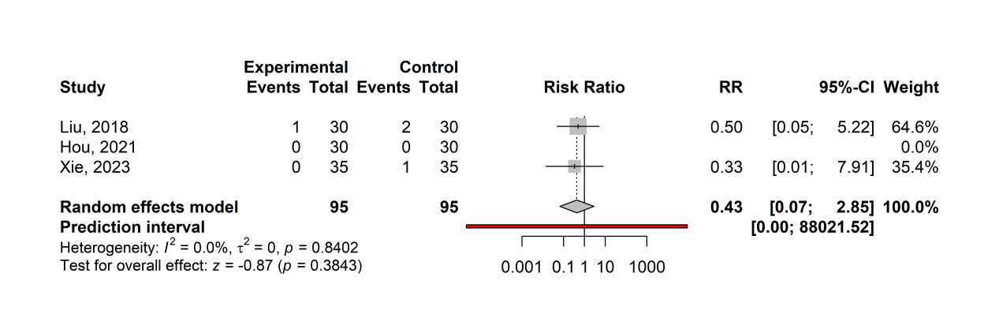 Experimental Control
Study Events Total Events Total Risk Ratio RR 95%-CI Weight
Liu, 2018 1 30 2 30 0.50 [0.05; 5.22] 64.6%
Hou, 2021 0 30 0 30 0.0%
Xie, 2023 0 35 1 35 0.33 [0.01; 7.91] 35.4%
Random effects model 95 95 0.43 [0.07; 2.85] 100.0%
Prediction interval [0.00; 88021.52]
Heterogeneity: I² = 0.0%, τ² = 0, p = 0.8402
Test for overall effect: z = -0.87 (p = 0.3843)
0.001 0.1 1 10 1000